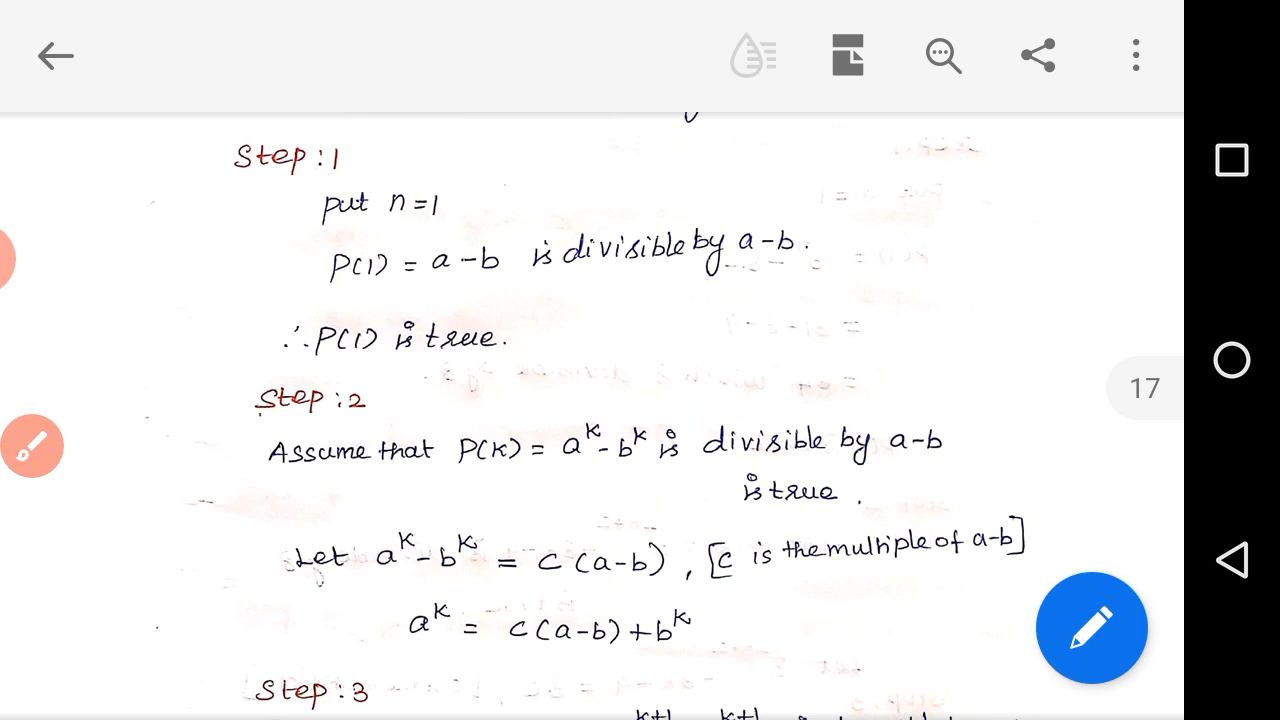 Step : 1
put n = 1
P(1) = a - b is divisible by a - b.
∴ P(1) is true.
Step : 2
Assume that P(K) = a^K - b^K is divisible by a - b
is true .
Let a^K - b^K = C (a - b) , [C is the multiple of a - b]
a^K = C (a - b) + b^K
Step : 3
17